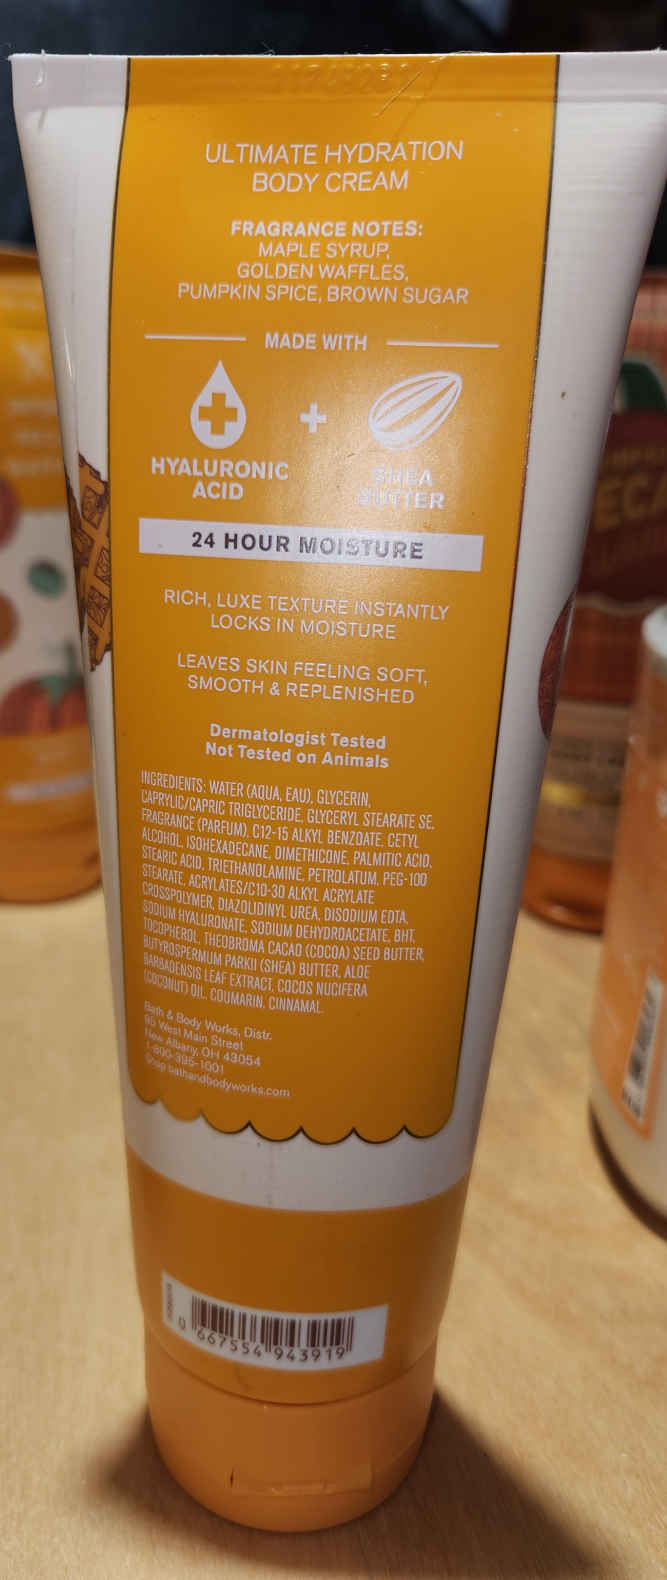 ULTIMATE HYDRATION
BODY CREAM
FRAGRANCE NOTES:
MAPLE SYRUP,
GOLDEN WAFFLES,
PUMPKIN SPICE, BROWN SUGAR
MADE WITH
HYALURONIC
ACID
+
SHEA
BUTTER
24 HOUR MOISTURE
RICH, LUXE TEXTURE INSTANTLY
LOCKS IN MOISTURE
LEAVES SKIN FEELING SOFT,
SMOOTH & REPLENISHED
Dermatologist Tested
Not Tested on Animals
INGREDIENTS: WATER (AQUA, EAU), GLYCERIN,
CAPRYLIC/CAPRIC TRIGLYCERIDE, GLYCERYL STEARATE SE,
FRAGRANCE (PARFUM), C12-15 ALKYL BENZOATE, CETYL
ALCOHOL, ISOHEXADECANE, DIMETHICONE, PALMITIC ACID,
STEARIC ACID, TRIETHANOLAMINE, PETROLATUM, PEG-100
STEARATE, ACRYLATES/C10-30 ALKYL ACRYLATE
CROSSPOLYMER, DIAZOLIDINYL UREA, DISODIUM EDTA,
SODIUM HYALURONATE, SODIUM DEHYDROACETATE, BHT,
TOCOPHEROL, THEOBROMA CACAO (COCOA) SEED BUTTER,
BUTYROSPERMUM PARKII (SHEA) BUTTER, ALOE
BARBADENSIS LEAF EXTRACT, COCOS NUCIFERA
(COCONUT) OIL, COUMARIN, CINNAMAL.
Bath & Body Works, Distr.
95 West Main Street
New Albany, OH 43054
1-800-395-1001
Shop bathandbodyworks.com
0 667554 943919